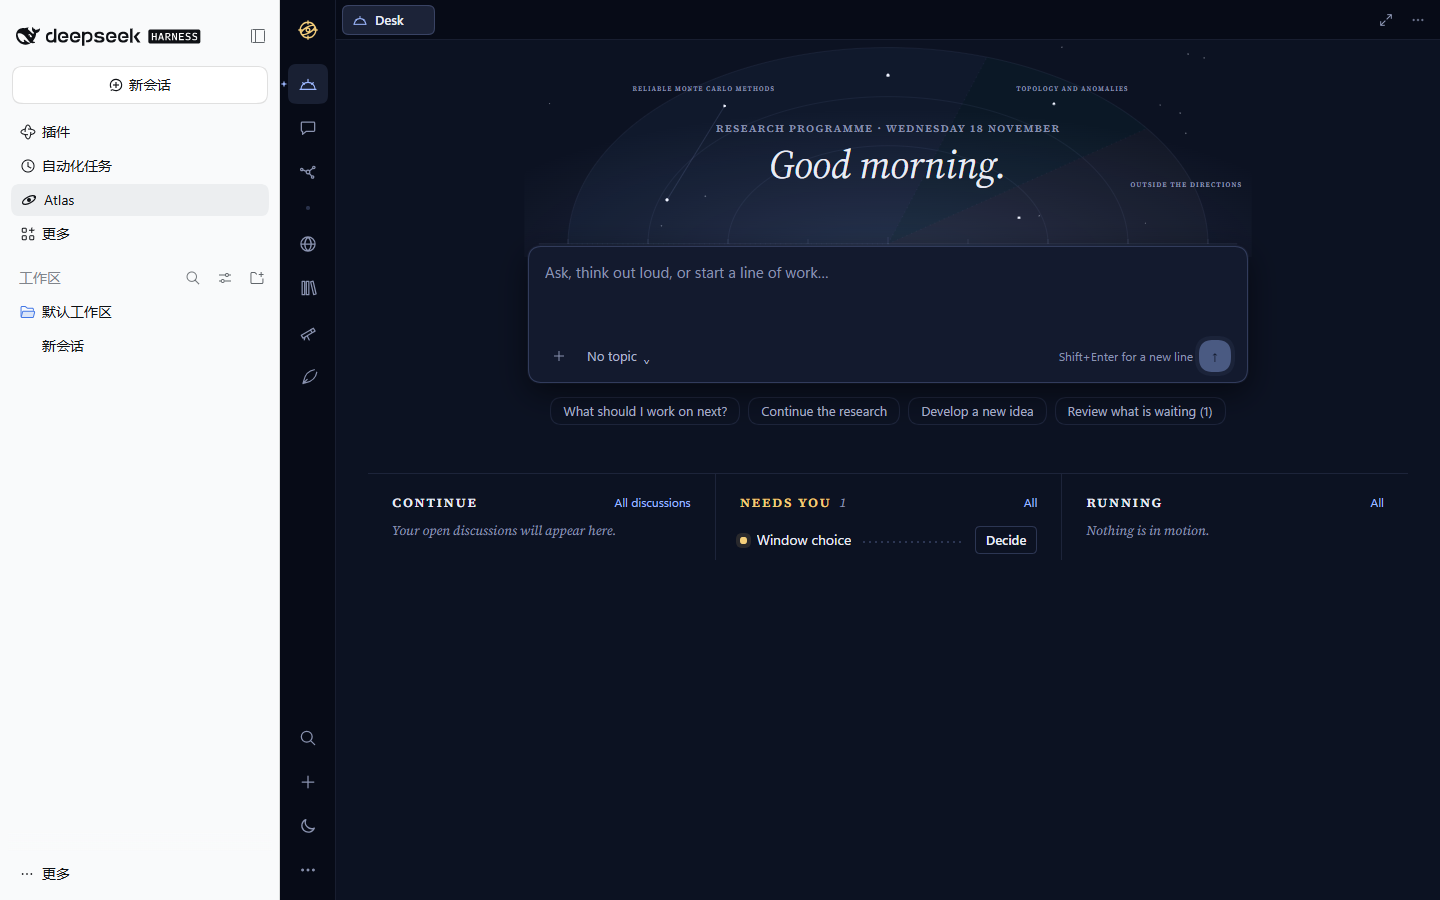 deepseek HARNESS
新会话
插件
自动化任务
Atlas
更多
工作区
默认工作区
新会话
更多
Desk
RELIABLE MONTE CARLO METHODS
TOPOLOGY AND ANOMALIES
RESEARCH PROGRAMME · WEDNESDAY 18 NOVEMBER
Good morning.
OUTSIDE THE DIRECTIONS
Ask, think out loud, or start a line of work...
No topic
Shift+Enter for a new line
What should I work on next?
Continue the research
Develop a new idea
Review what is waiting (1)
CONTINUE
All discussions
Your open discussions will appear here.
NEEDS YOU 1
All
Window choice
Decide
RUNNING
All
Nothing is in motion.